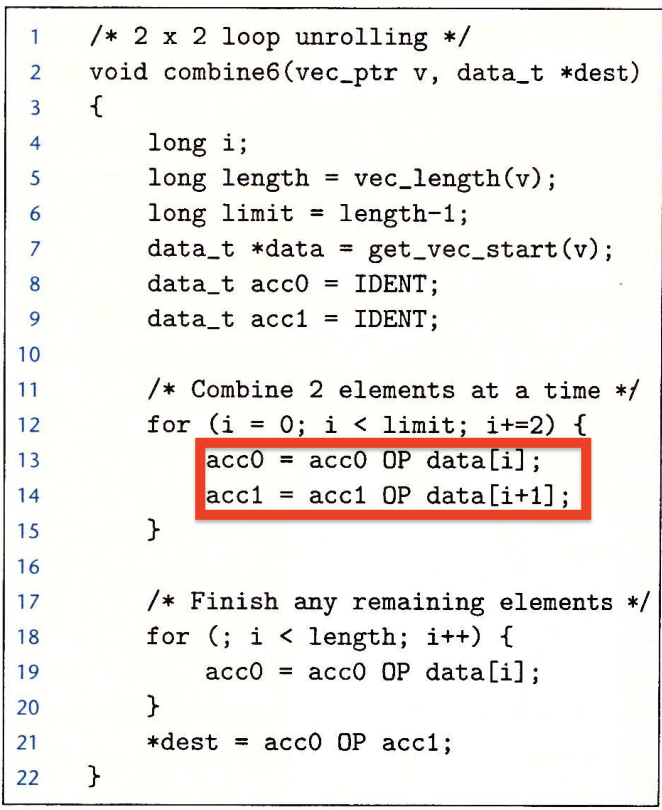 1 /* 2 x 2 loop unrolling */
2 void combine6(vec_ptr v, data_t *dest)
3 {
4     long i;
5     long length = vec_length(v);
6     long limit = length-1;
7     data_t *data = get_vec_start(v);
8     data_t acc0 = IDENT;
9     data_t acc1 = IDENT;
10
11     /* Combine 2 elements at a time */
12     for (i = 0; i < limit; i+=2) {
13         acc0 = acc0 OP data[i];
14         acc1 = acc1 OP data[i+1];
15     }
16
17     /* Finish any remaining elements */
18     for (; i < length; i++) {
19         acc0 = acc0 OP data[i];
20     }
21     *dest = acc0 OP acc1;
22 }